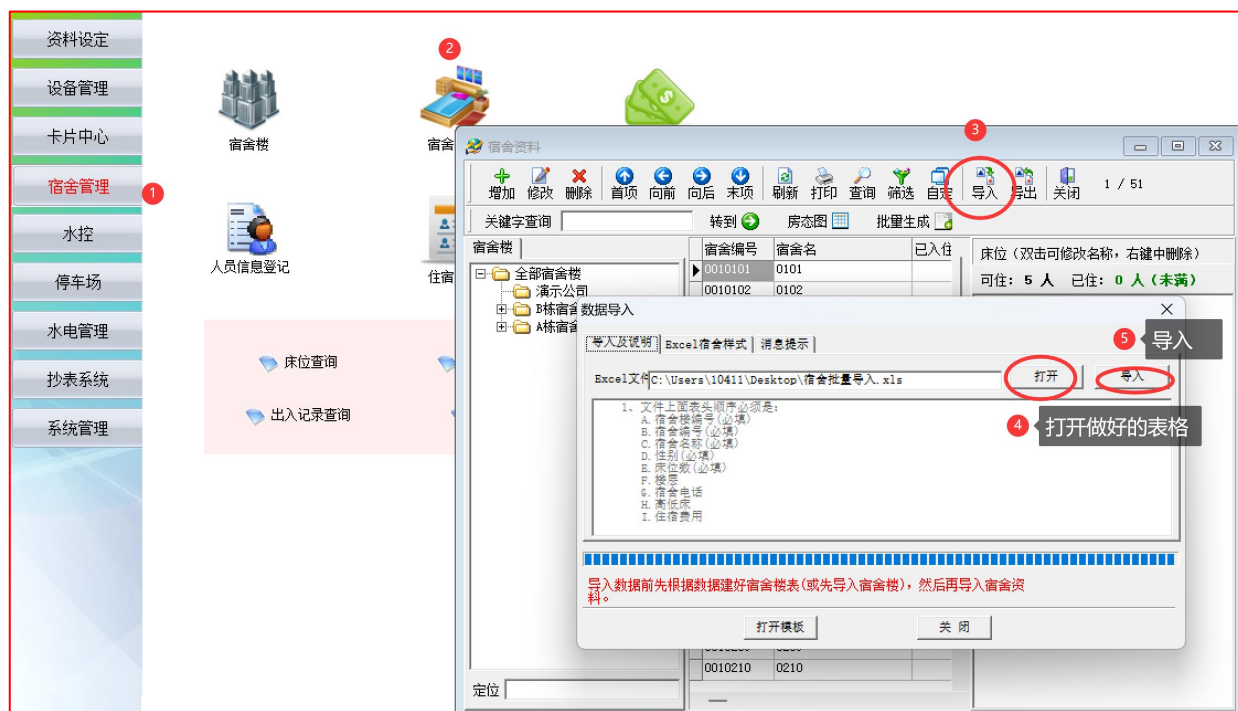 资料设定
设备管理
卡片中心
宿舍管理
水控
停车场
水电管理
抄表系统
系统管理
1
2
宿舍楼
宿舍
人员信息登记
住宿
床位查询
出入记录查询
宿舍资料
3
增加 修改 删除 首项 向前 向后 末项 刷新 打印 查询 筛选 自定 导入 导出 关闭 1 / 51
关键字查询 转到 房态图 批量生成
宿舍楼
全部宿舍楼
演示公司
B栋宿舍
A栋宿舍
定位
宿舍编号 宿舍名 已入住
0010101 0101
0010102 0102
床位（双击可修改名称，右键中删除）
可住：5 人 已住：0 人（未满）
数据导入
导入及说明 Excel宿舍样式 消息提示
5 导入
Excel文件 C:\Users\10411\Desktop\宿舍批量导入.xls 打开 导入
4 打开做好的表格
1、文件上面表头顺序必须是：
A.宿舍楼编号(必填)
B.宿舍编号(必填)
C.宿舍名称(必填)
D.性别(必填)
E.床位数(必填)
F.楼层
G.宿舍电话
H.高低床
I.住宿费用
导入数据前先根据数据建好宿舍楼表(或先导入宿舍楼)，然后再导入宿舍资
料。
打开模板 关 闭
0010210 0210